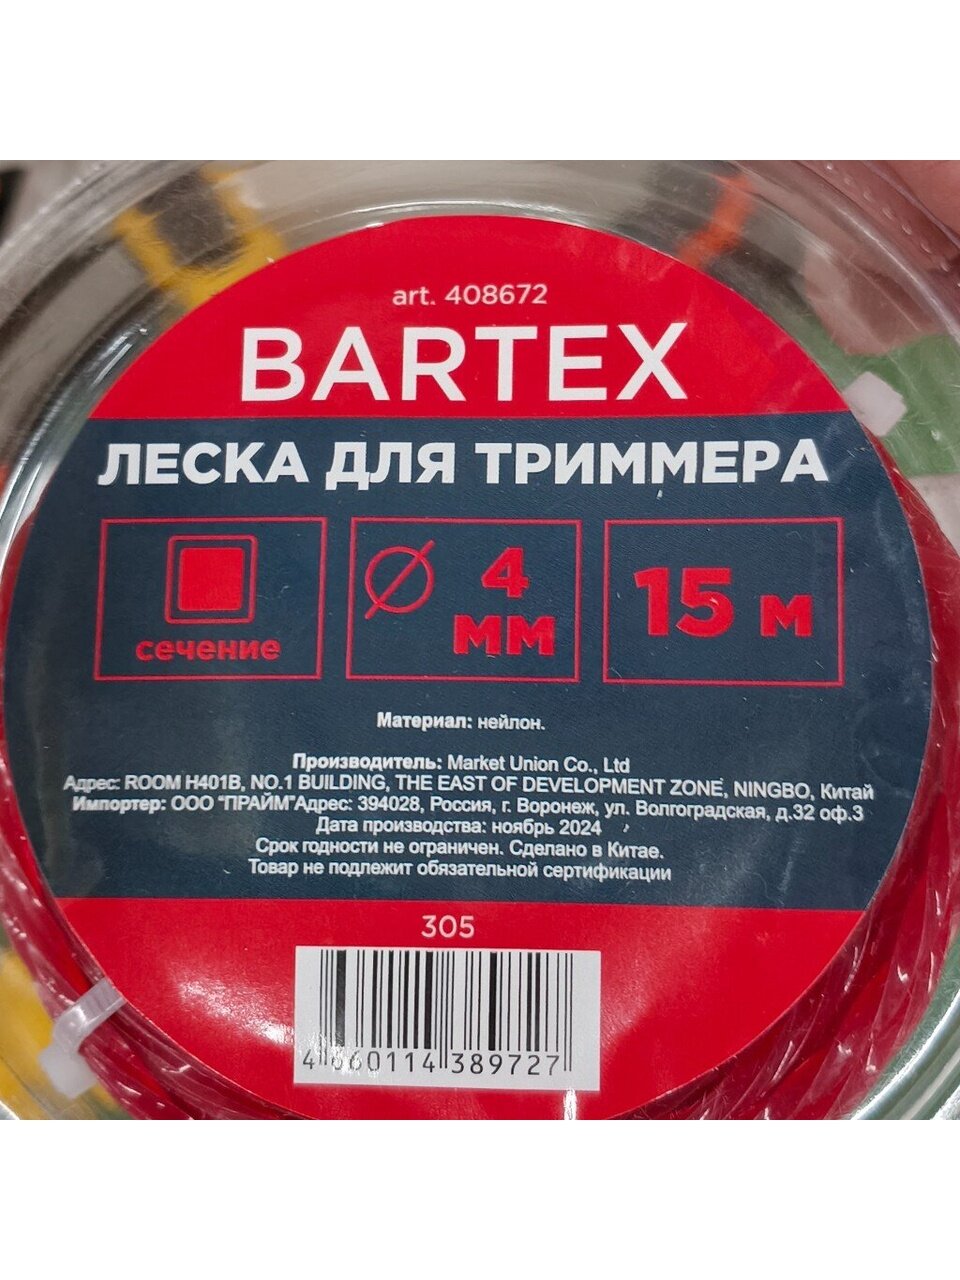 art. 408672
BARTEX
ЛЕСКА ДЛЯ ТРИММЕРА
сечение
Ø 4 мм
15 м
Материал: нейлон.
Производитель: Market Union Co., Ltd
Адрес: ROOM H401B, NO.1 BUILDING, THE EAST OF DEVELOPMENT ZONE, NINGBO, Китай
Импортер: ООО "ПРАЙМ"Адрес: 394028, Россия, г. Воронеж, ул. Волгоградская, д.32 оф.3
Дата производства: ноябрь 2024
Срок годности не ограничен. Сделано в Китае.
Товар не подлежит обязательной сертификации
305
4 660114 389727